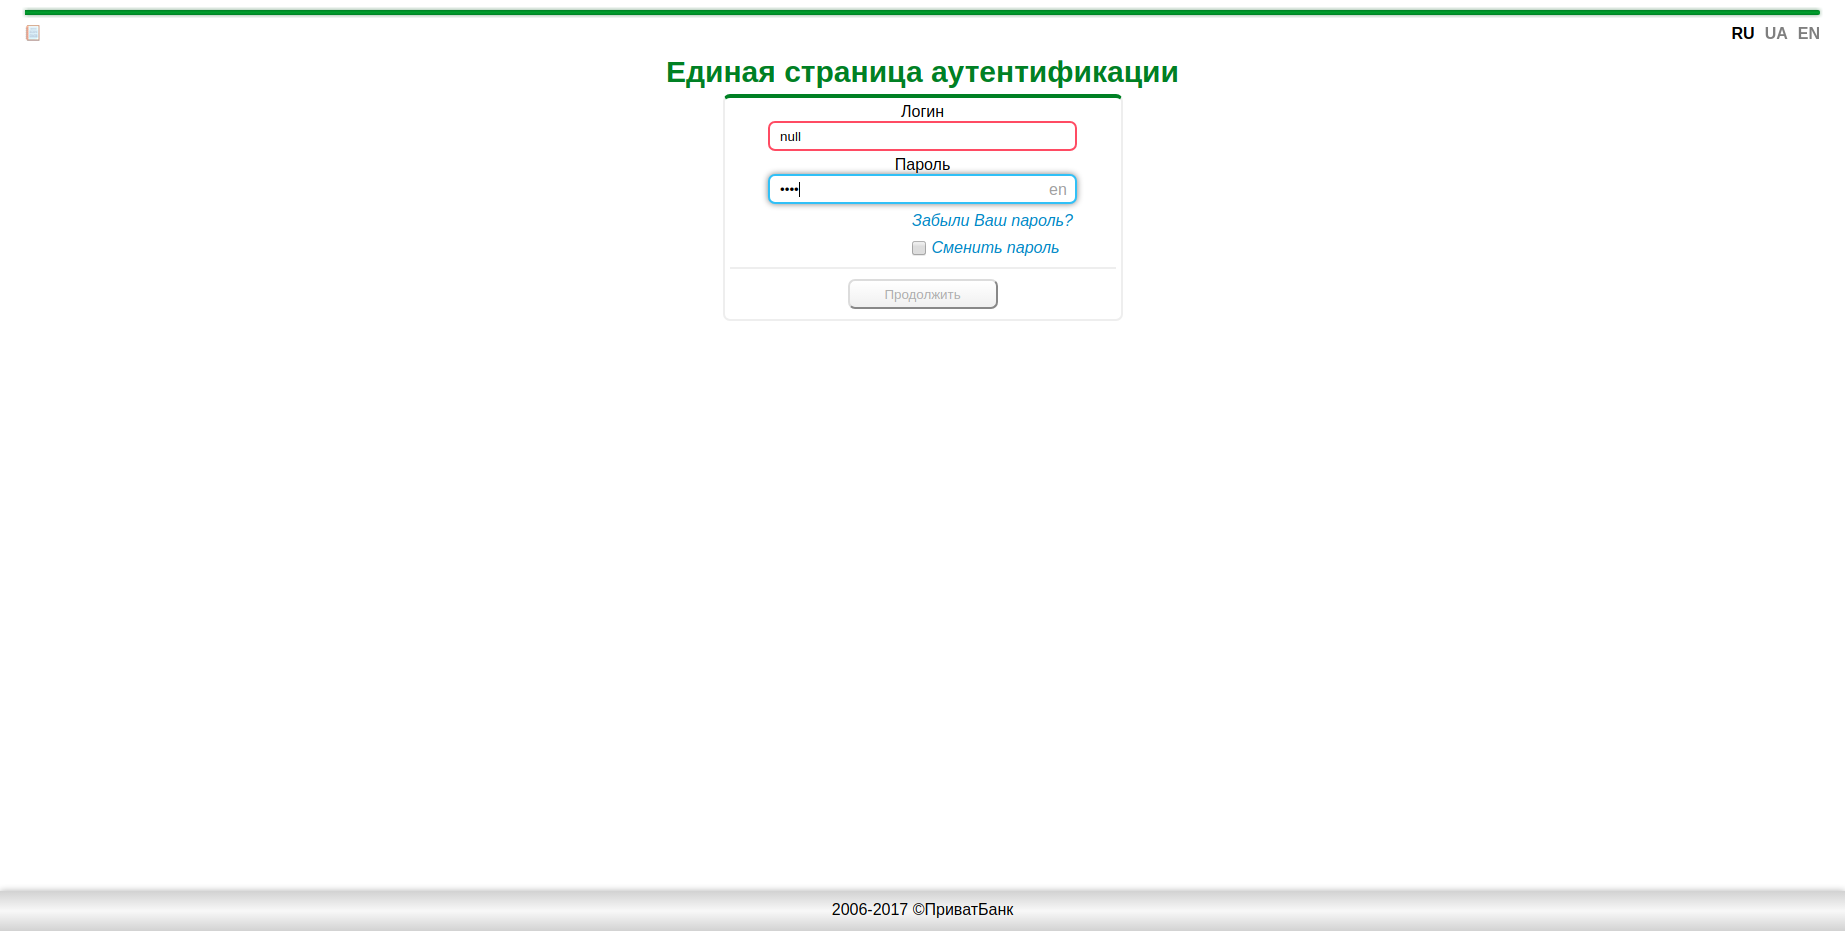 RU UA EN
Единая страница аутентификации
Логин
null
Пароль
••••
en
Забыли Ваш пароль?
Сменить пароль
Продолжить
2006-2017 ©ПриватБанк